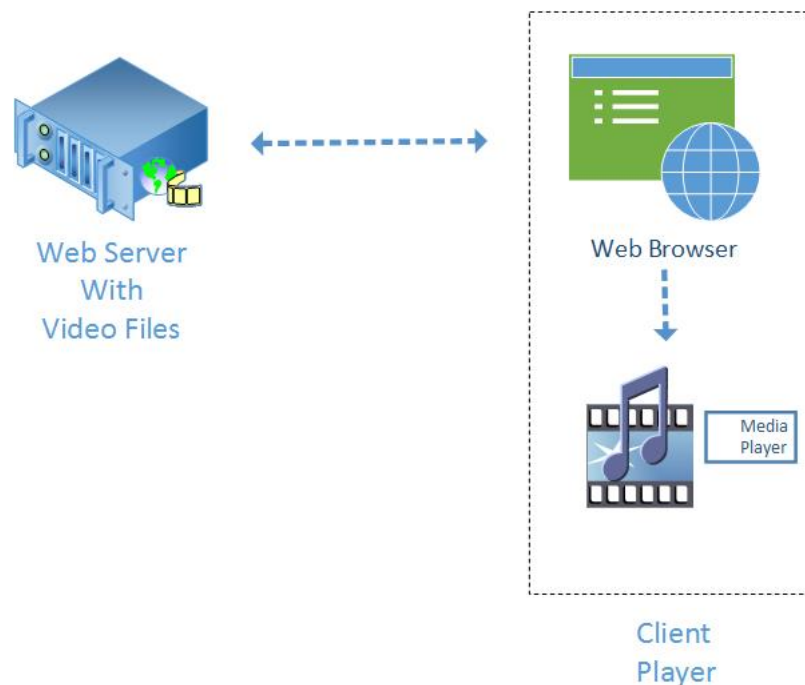 Web Server
With
Video Files
Web Browser
Media
Player
Client
Player